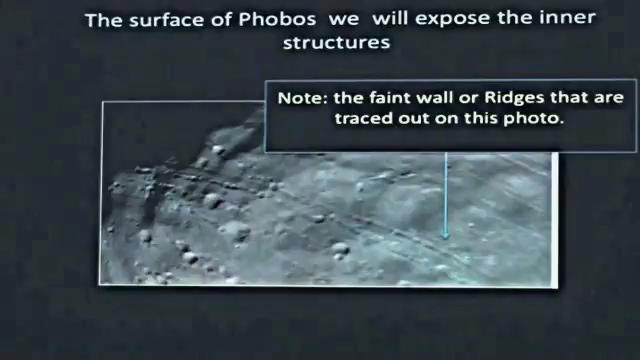 The surface of Phobos we will expose the inner
structures
Note: the faint wall or Ridges that are
traced out on this photo.